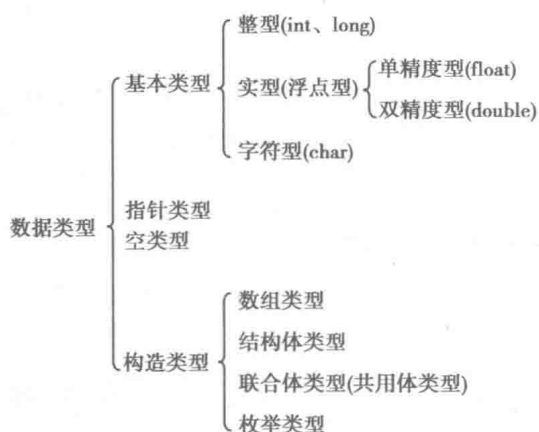 整型(int、long)
基本类型
实型(浮点型)
单精度型(float)
双精度型(double)
字符型(char)
数据类型
指针类型
空类型
构造类型
数组类型
结构体类型
联合体类型(共用体类型)
枚举类型